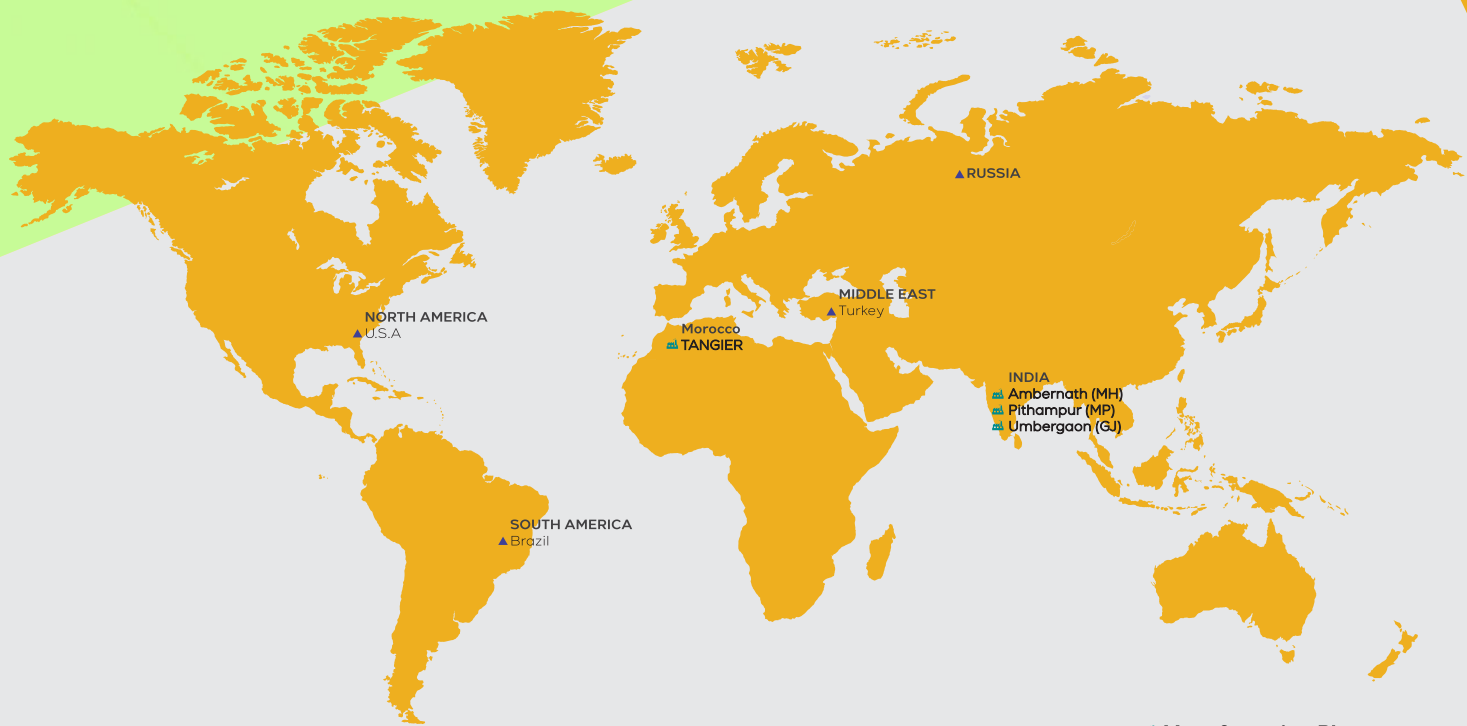 RUSSIA
MIDDLE EAST
Turkey
NORTH AMERICA
U.S.A
Morocco
TANGIER
INDIA
Ambernath (MH)
Pithampur (MP)
Umbergaon (GJ)
SOUTH AMERICA
Brazil